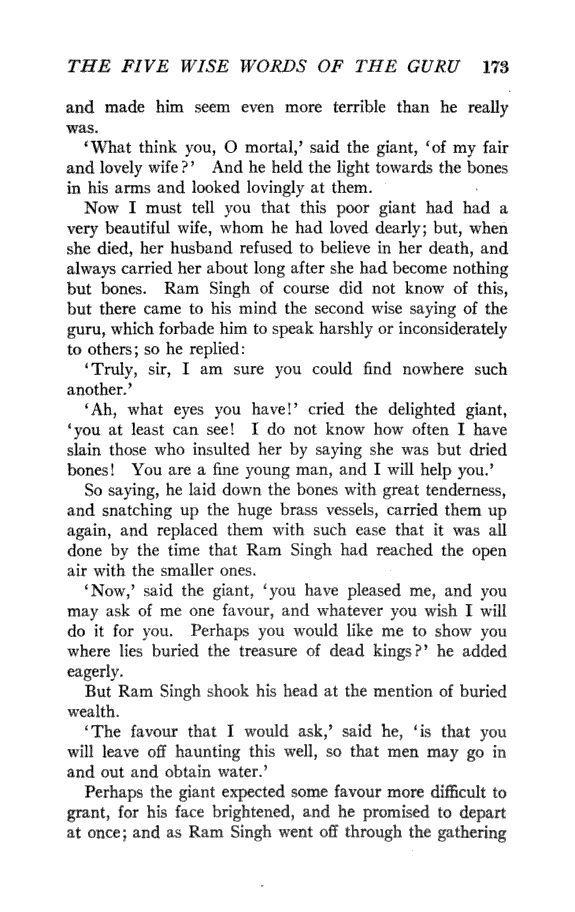 THE FIVE WISE WORDS OF THE GURU 173
and made him seem even more terrible than he really
was.
‘What think you, O mortal,’ said the giant, ‘of my fair
and lovely wife?’ And he held the light towards the bones
in his arms and looked lovingly at them.
Now I must tell you that this poor giant had had a
very beautiful wife, whom he had loved dearly; but, when
she died, her husband refused to believe in her death, and
always carried her about long after she had become nothing
but bones. Ram Singh of course did not know of this,
but there came to his mind the second wise saying of the
guru, which forbade him to speak harshly or inconsiderately
to others; so he replied:
‘Truly, sir, I am sure you could find nowhere such
another.’
‘Ah, what eyes you have!’ cried the delighted giant,
‘you at least can see! I do not know how often I have
slain those who insulted her by saying she was but dried
bones! You are a fine young man, and I will help you.’
So saying, he laid down the bones with great tenderness,
and snatching up the huge brass vessels, carried them up
again, and replaced them with such ease that it was all
done by the time that Ram Singh had reached the open
air with the smaller ones.
‘Now,’ said the giant, ‘you have pleased me, and you
may ask of me one favour, and whatever you wish I will
do it for you. Perhaps you would like me to show you
where lies buried the treasure of dead kings?’ he added
eagerly.
But Ram Singh shook his head at the mention of buried
wealth.
‘The favour that I would ask,’ said he, ‘is that you
will leave off haunting this well, so that men may go in
and out and obtain water.’
Perhaps the giant expected some favour more difficult to
grant, for his face brightened, and he promised to depart
at once; and as Ram Singh went off through the gathering